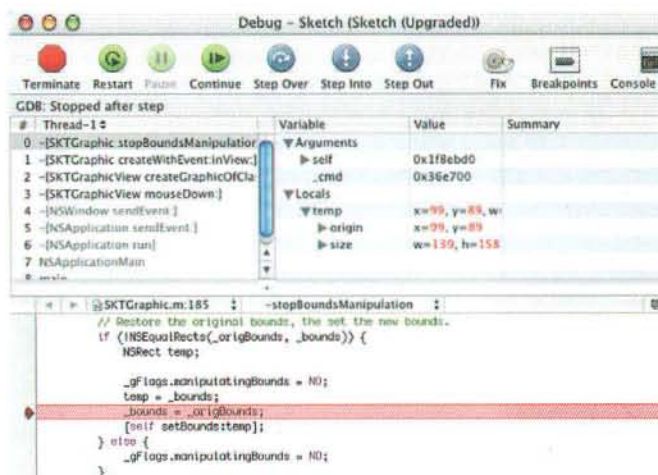 Debug – Sketch (Sketch (Upgraded))
Terminate Restart Pause Continue Step Over Step Into Step Out Fix Breakpoints Console
GDB: Stopped after step
# Thread-1 Variable Value Summary
0 -[SKTGraphic stopBoundsManipulation ▼Arguments
1 -[SKTGraphic createWithEvent:inView:] ▶self 0x1f8ebd0
2 -[SKTGraphicView createGraphicOfCla _cmd 0x36e700
3 -[SKTGraphicView mouseDown:] ▼Locals
4 -[NSWindow sendEvent:] ▼temp x=99, y=89, w
5 -[NSApplication sendEvent:] ▶origin x=99, y=89
6 -[NSApplication run] ▶size w=139, h=158
7 NSApplicationMain
8 main
SKTGraphic.m:185 -stopBoundsManipulation
// Restore the original bounds, the set the new bounds.
if (!NSEqualRects(_origBounds, _bounds)) {
NSRect temp;
_gFlags.manipulatingBounds = NO;
temp = _bounds;
_bounds = _origBounds;
[self setBounds:temp];
} else {
_gFlags.manipulatingBounds = NO;
}